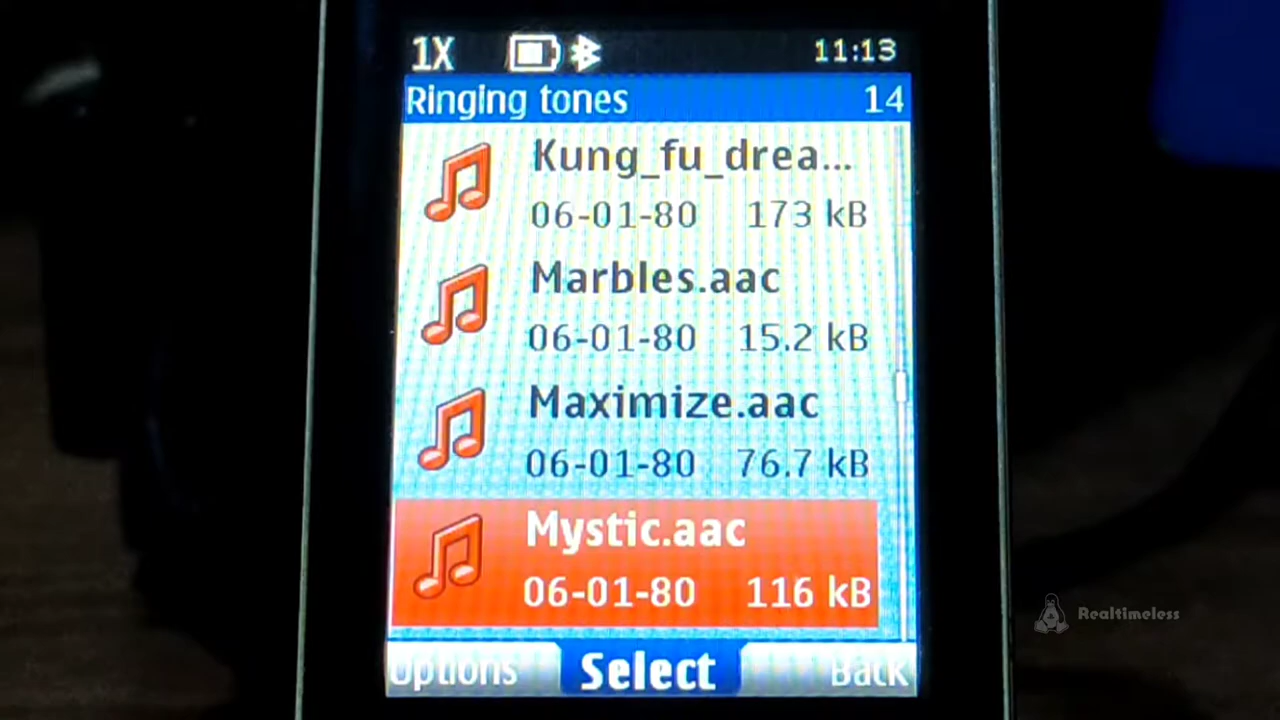 1X 11:13
Ringing tones 14
Kung_fu_drea...
06-01-80 173 kB
Marbles.aac
06-01-80 15.2 kB
Maximize.aac
06-01-80 76.7 kB
Mystic.aac
06-01-80 116 kB
Options Select Back
Realtimeless